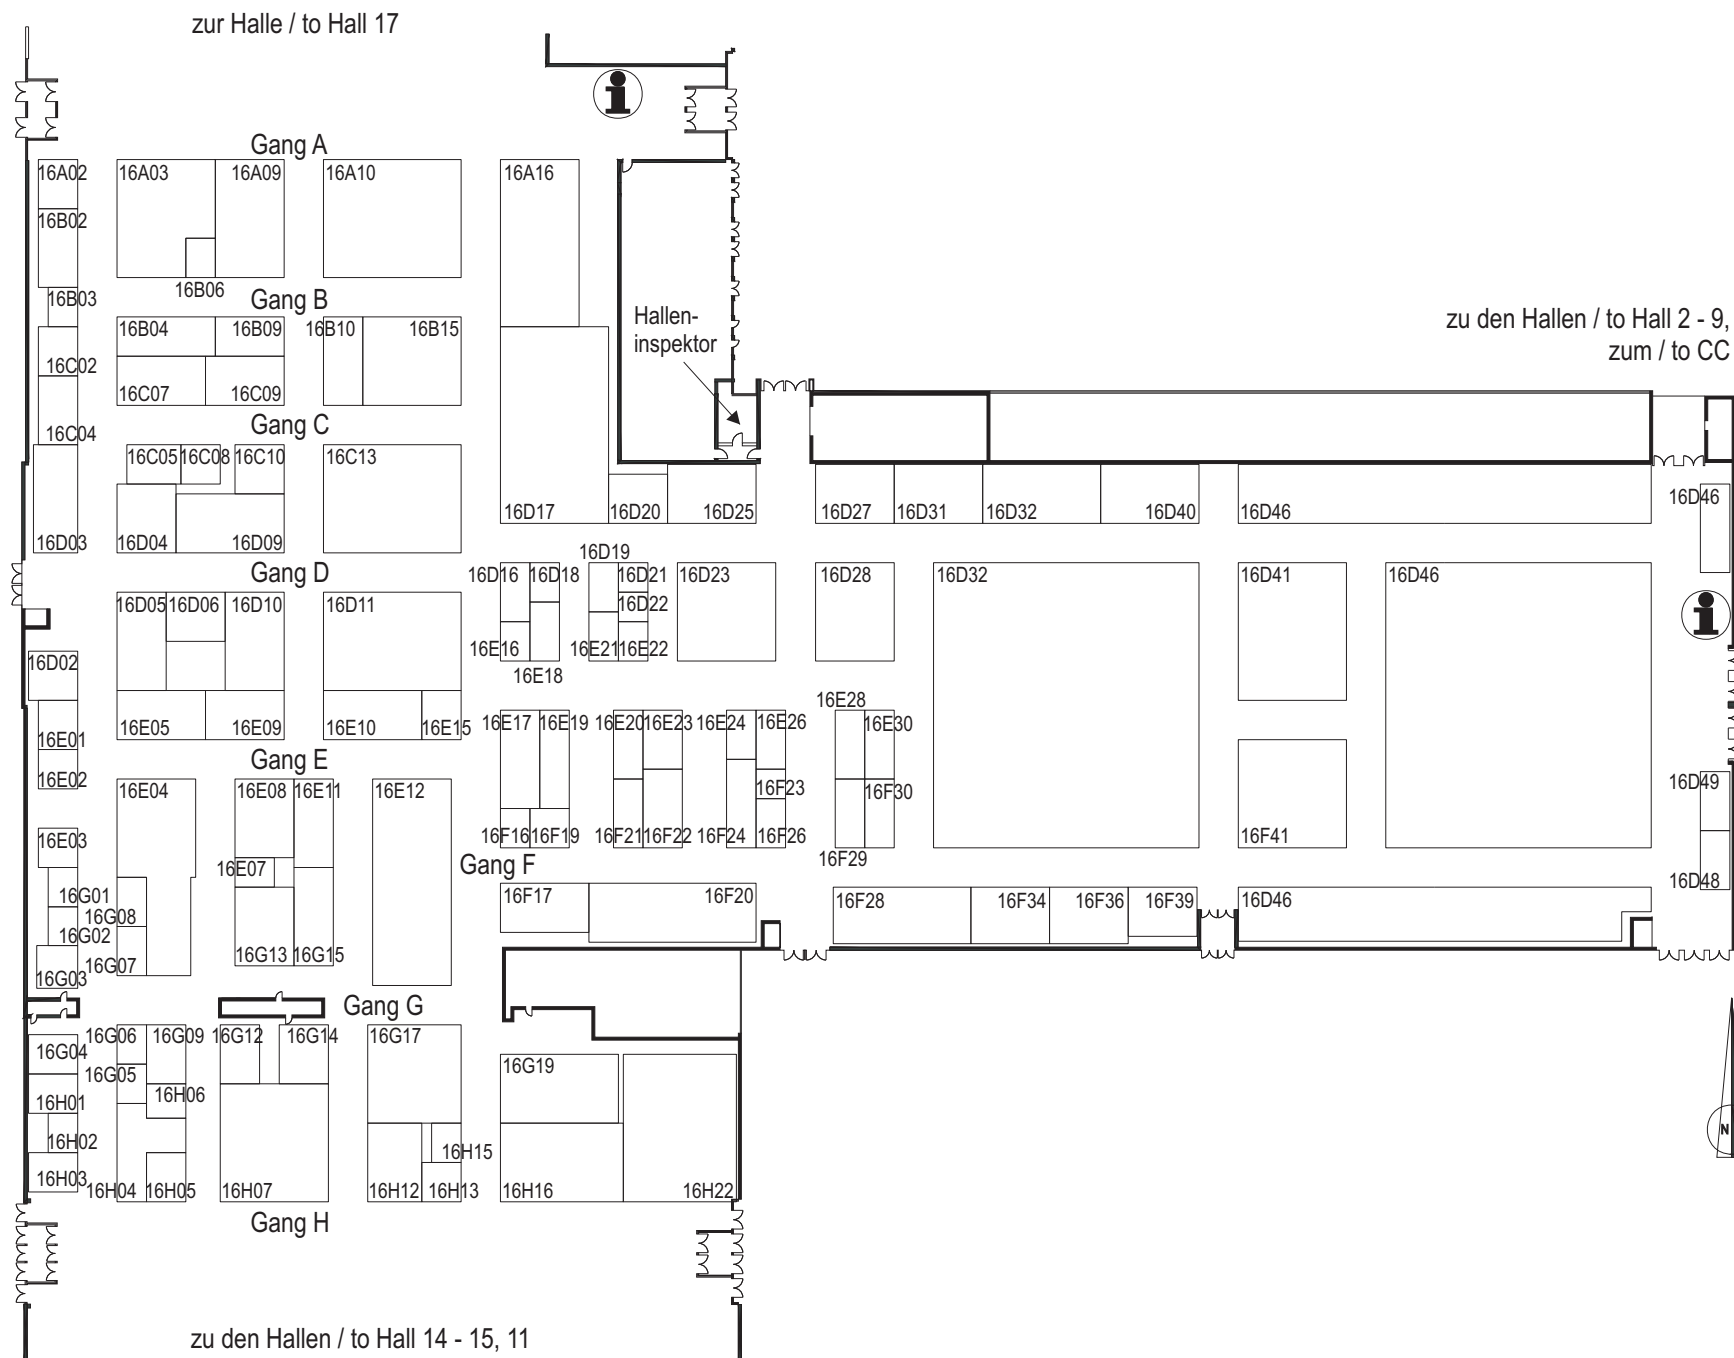 zur Halle / to Hall 17
Gang A
16A02
16A03
16A09
16A10
16A16
16B02
16B06
16B03
Gang B
Hallen-
inspektor
zu den Hallen / to Hall 2 - 9,
zum / to CC
16B04
16B09
16B10
16B15
16C02
16C07
16C09
Gang C
16C04
16C05
16C08
16C10
16C13
16D03
16D04
16D09
16D17
16D20
16D25
16D27
16D31
16D32
16D40
16D46
16D46
Gang D
16D16
16D18
16D19
16D21
16D22
16D23
16D28
16D32
16D41
16D46
16D05
16D06
16D10
16D11
16E16
16E18
16E21
16E22
16D02
16E01
16E05
16E09
16E10
16E15
16E17
16E19
16E20
16E23
16E24
16E26
16E28
16E30
16E02
Gang E
16E04
16E08
16E11
16E12
16F23
16F30
16D49
16E03
16F16
16F19
16F21
16F22
16F24
16F26
16F29
16F41
16E07
Gang F
16D48
16G01
16G08
16F17
16F20
16F28
16F34
16F36
16F39
16D46
16G02
16G07
16G13
16G15
16G03
Gang G
16G04
16G06
16G09
16G12
16G14
16G17
16G19
16G05
16H01
16H06
16H02
16H15
16H03
16H04
16H05
16H07
16H12
16H13
16H16
16H22
N
Gang H
zu den Hallen / to Hall 14 - 15, 11